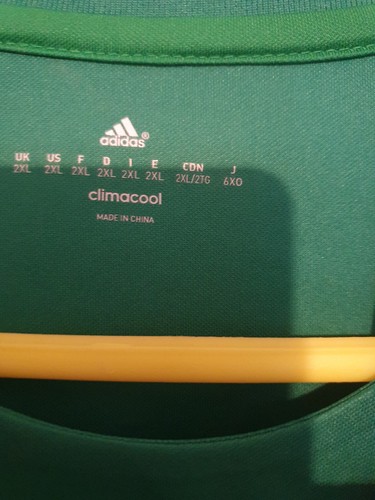 adidas®
UK US F D I E CDN J
2XL 2XL 2XL 2XL 2XL 2XL 2XL/2TG 6XO
climacool
MADE IN CHINA